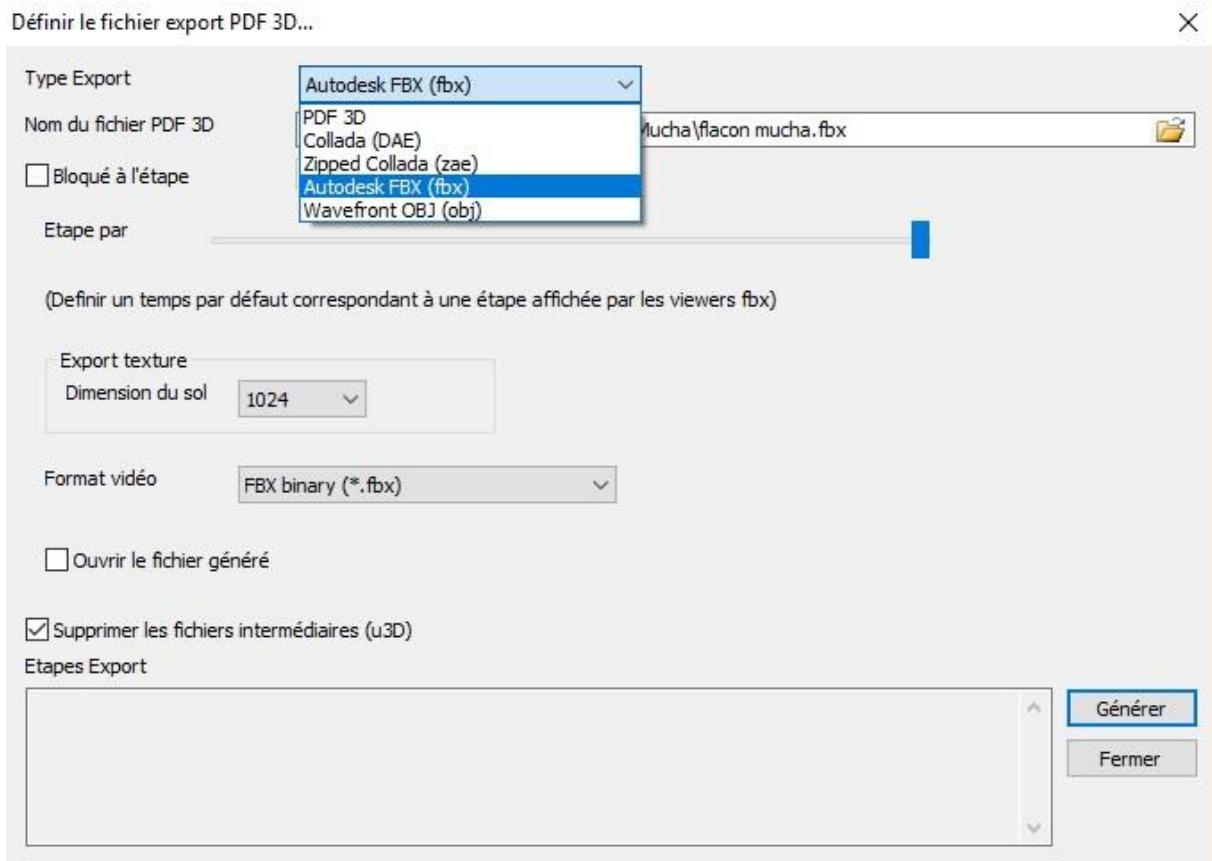 Définir le fichier export PDF 3D...
Type Export
Autodesk FBX (fbx)
PDF 3D
Collada (DAE)
Zipped Collada (zae)
Autodesk FBX (fbx)
Wavefront OBJ (obj)
Nom du fichier PDF 3D
Mucha\flacon mucha.fbx
Bloqué à l'étape
Etape par
(Definir un temps par défaut correspondant à une étape affichée par les viewers fbx)
Export texture
Dimension du sol
1024
Format vidéo
FBX binary (*.fbx)
Ouvrir le fichier généré
Supprimer les fichiers intermédiaires (u3D)
Etapes Export
Générer
Fermer